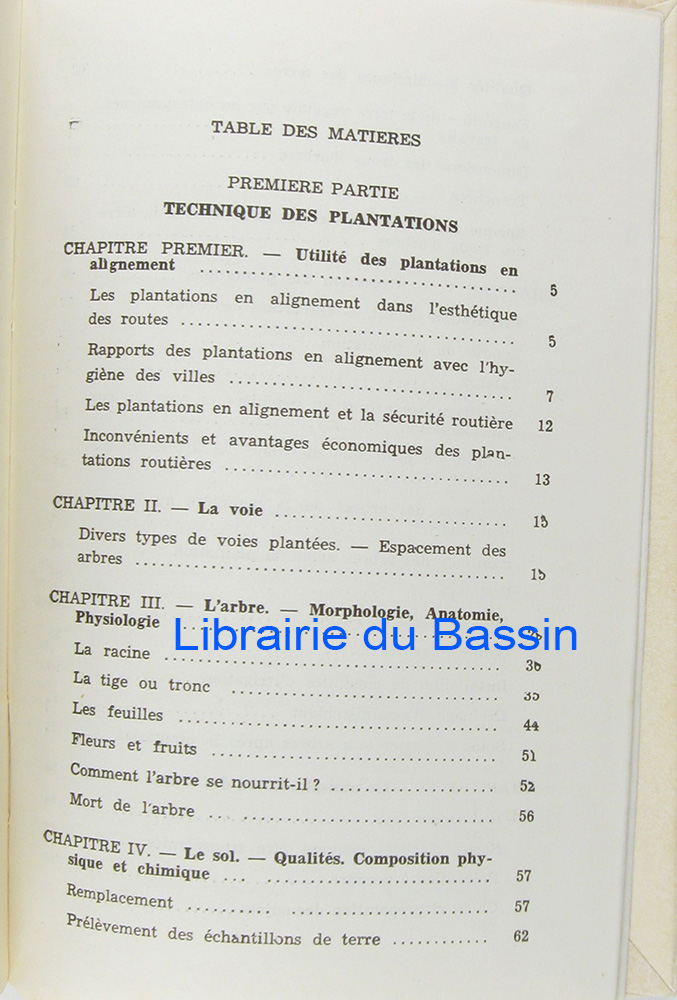 TABLE DES MATIERES
PREMIERE PARTIE
TECHNIQUE DES PLANTATIONS
CHAPITRE PREMIER. — Utilité des plantations en
alignement ........................................ 5
Les plantations en alignement dans l'esthétique
des routes ........................................ 5
Rapports des plantations en alignement avec l'hy-
giène des villes .................................. 7
Les plantations en alignement et la sécurité routière 12
Inconvénients et avantages économiques des plan-
tations routières ................................. 13
CHAPITRE II. — La voie ............................ 15
Divers types de voies plantées. — Espacement des
arbres ............................................ 15
CHAPITRE III. — L'arbre. — Morphologie, Anatomie,
Physiologie
Librairie du Bassin
La racine .........................................
La tige ou tronc ..................................
Les feuilles ...................................... 44
Fleurs et fruits .................................. 51
Comment l'arbre se nourrit-il ? ................... 52
Mort de l'arbre ... ............................... 56
CHAPITRE IV. — Le sol. — Qualités. Composition phy-
sique et chimique ... ............................. 57
Remplacement .......... ........................... 57
Prélèvement des échantillons de terre ............ 62